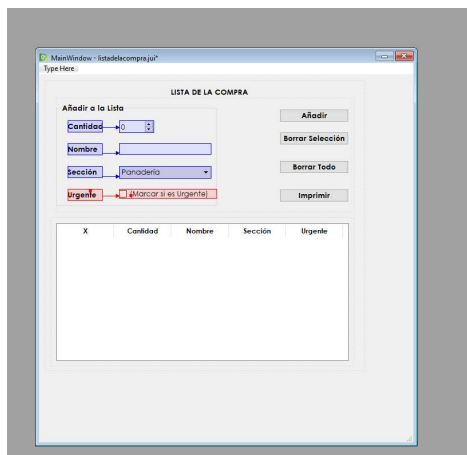 MainWindow - listadelacompra.jui*
Type Here
LISTA DE LA COMPRA
Añadir a la Lista
Cantidad 0
Nombre
Sección Panadería
Urgente (Marcar si es Urgente)
Añadir
Borrar Selección
Borrar Todo
Imprimir
X Cantidad Nombre Sección Urgente